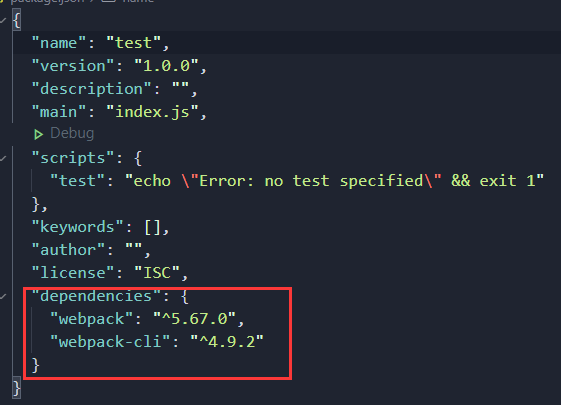 package.json > name
{
"name": "test",
"version": "1.0.0",
"description": "",
"main": "index.js",
Debug
"scripts": {
"test": "echo \"Error: no test specified\" && exit 1"
},
"keywords": [],
"author": "",
"license": "ISC",
"dependencies": {
"webpack": "^5.67.0",
"webpack-cli": "^4.9.2"
}
}